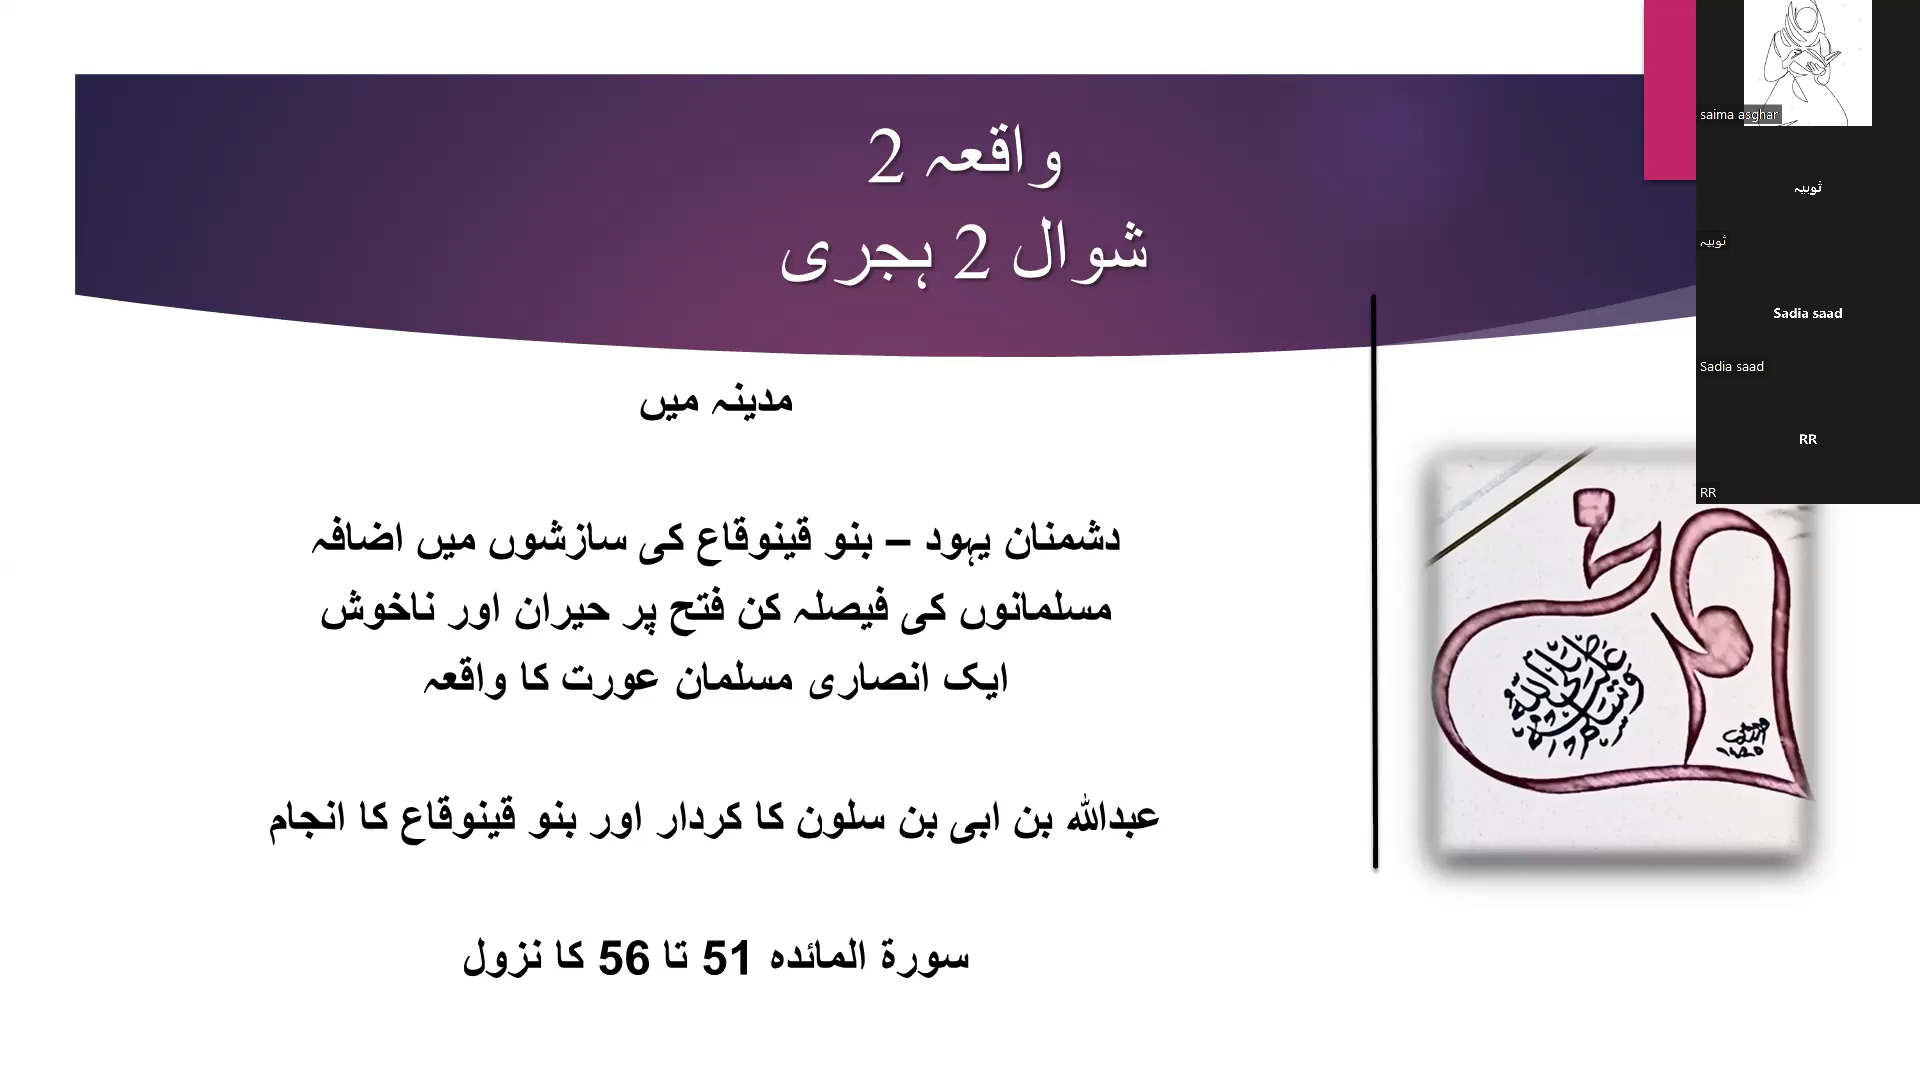 واقعہ 2
شوال 2 ہجری
مدینہ میں
دشمنان یہود – بنو قینوقاع کی سازشوں میں اضافہ
مسلمانوں کی فیصلہ کن فتح پر حیران اور ناخوش
ایک انصاری مسلمان عورت کا واقعہ
عبداللہ بن ابی بن سلون کا کردار اور بنو قینوقاع کا انجام
سورۃ المائدہ 51 تا 56 کا نزول
saima asghar
ثوبیہ
ثوبیہ
Sadia saad
Sadia saad
RR
RR